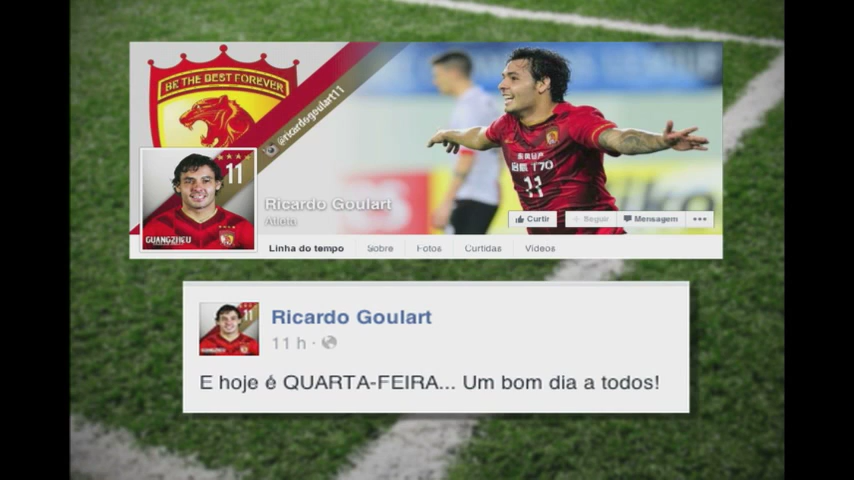 BE THE BEST FOREVER
@ricardogoulart11
11
GUANGZHOU
Ricardo Goulart
Atleta
11
Curtir
Seguir
Mensagem
Linha do tempo
Sobre
Fotos
Curtidas
Vídeos
11
Ricardo Goulart
11 h
E hoje é QUARTA-FEIRA... Um bom dia a todos!